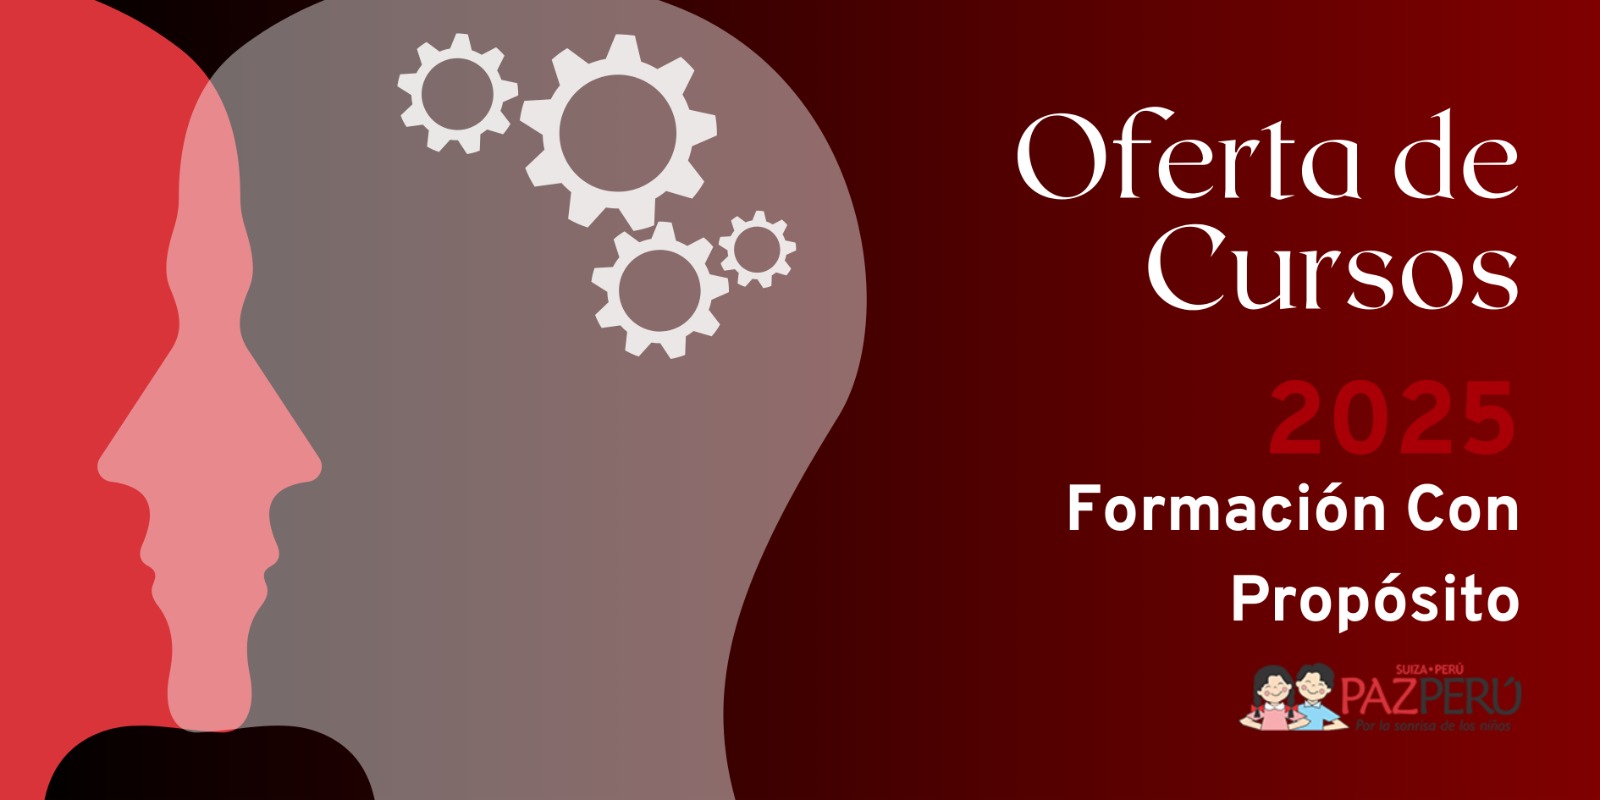 Oferta de
Cursos
2025
Formación Con
Propósito
SUIZA•PERÚ
PAZPERÚ
Por la sonrisa de los niños